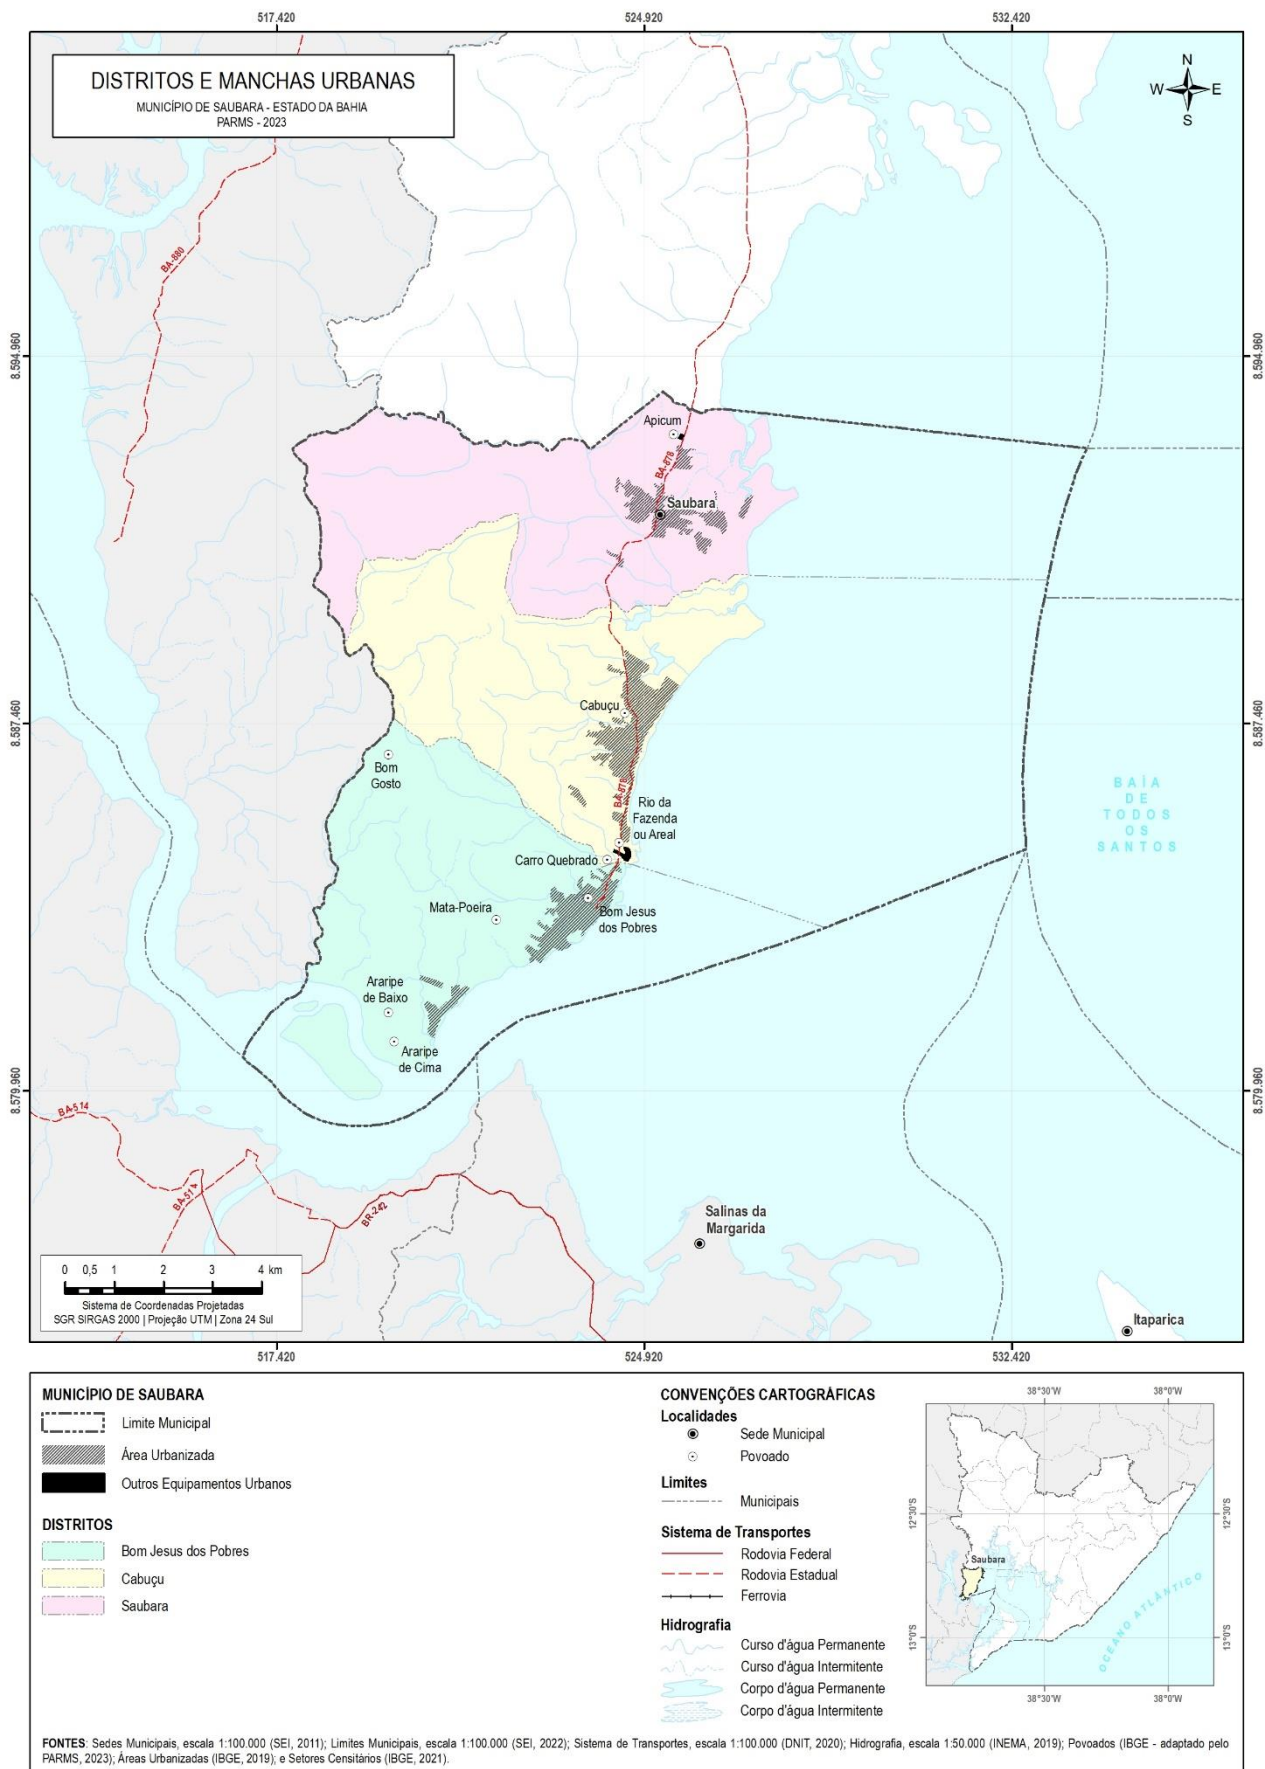 517.420
524.920
532.420
DISTRITOS E MANCHAS URBANAS
MUNICÍPIO DE SAUBARA - ESTADO DA BAHIA
PARMS - 2023
N
W
E
S
BA-880
8.594.960
8.594.960
Apicum
BA-878
Saubara
Cabuçu
8.587.460
8.587.460
Bom
Gosto
BA-878
Rio da
Fazenda
ou Areal
BAÍA
DE
TODOS
OS
SANTOS
Carro Quebrado
Mata-Poeira
Bom Jesus
dos Pobres
Araripe
de Baixo
Araripe
de Cima
8.579.960
8.579.960
BA-514
BA-514
BR-242
Salinas da
Margarida
Itaparica
0 0,5 1 2 3 4 km
Sistema de Coordenadas Projetadas
SGR SIRGAS 2000 | Projeção UTM | Zona 24 Sul
517.420
524.920
532.420
MUNICÍPIO DE SAUBARA
Limite Municipal
Área Urbanizada
Outros Equipamentos Urbanos
DISTRITOS
Bom Jesus dos Pobres
Cabuçu
Saubara
CONVENÇÕES CARTOGRÁFICAS
Localidades
Sede Municipal
Povoado
Limites
Municipais
Sistema de Transportes
Rodovia Federal
Rodovia Estadual
Ferrovia
Hidrografia
Curso d'água Permanente
Curso d'água Intermitente
Corpo d'água Permanente
Corpo d'água Intermitente
38°30'W
38°0'W
12°30'S
12°30'S
Saubara
13°0'S
13°0'S
OCEANO ATLÂNTICO
38°30'W
38°0'W
FONTES: Sedes Municipais, escala 1:100.000 (SEI, 2011); Limites Municipais, escala 1:100.000 (SEI, 2022); Sistema de Transportes, escala 1:100.000 (DNIT, 2020); Hidrografia, escala 1:50.000 (INEMA, 2019); Povoados (IBGE - adaptado pelo
PARMS, 2023); Áreas Urbanizadas (IBGE, 2019); e Setores Censitários (IBGE, 2021).